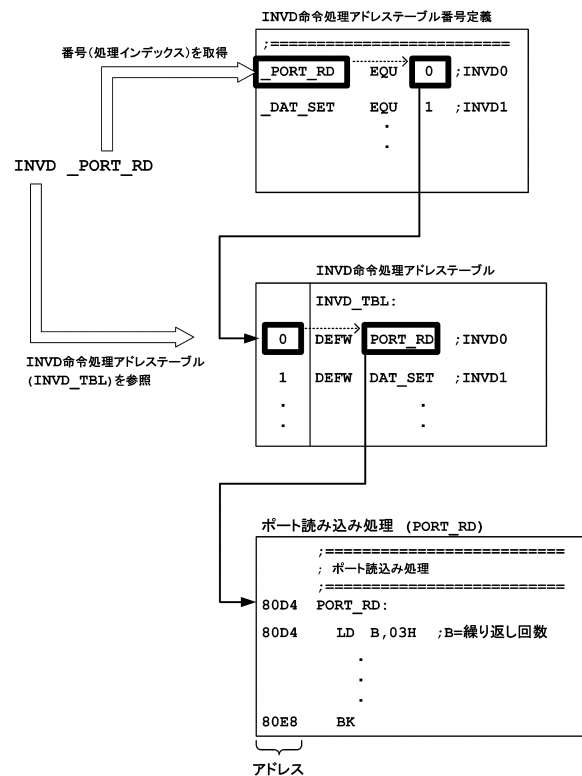 INVD命令処理アドレステーブル番号定義
番号(処理インデックス)を取得
;==========================
_PORT_RD EQU 0 ;INVD0
_DAT_SET EQU 1 ;INVD1
.
.
INVD _PORT_RD
INVD命令処理アドレステーブル
INVD_TBL:
0 DEFW PORT_RD ;INVD0
1 DEFW DAT_SET ;INVD1
. .
. .
INVD命令処理アドレステーブル
(INVD_TBL)を参照
ポート読み込み処理 (PORT_RD)
;==========================
; ポート読込み処理
;==========================
80D4 PORT_RD:
80D4 LD B,03H ;B=繰り返し回数
.
.
.
80E8 BK
アドレス